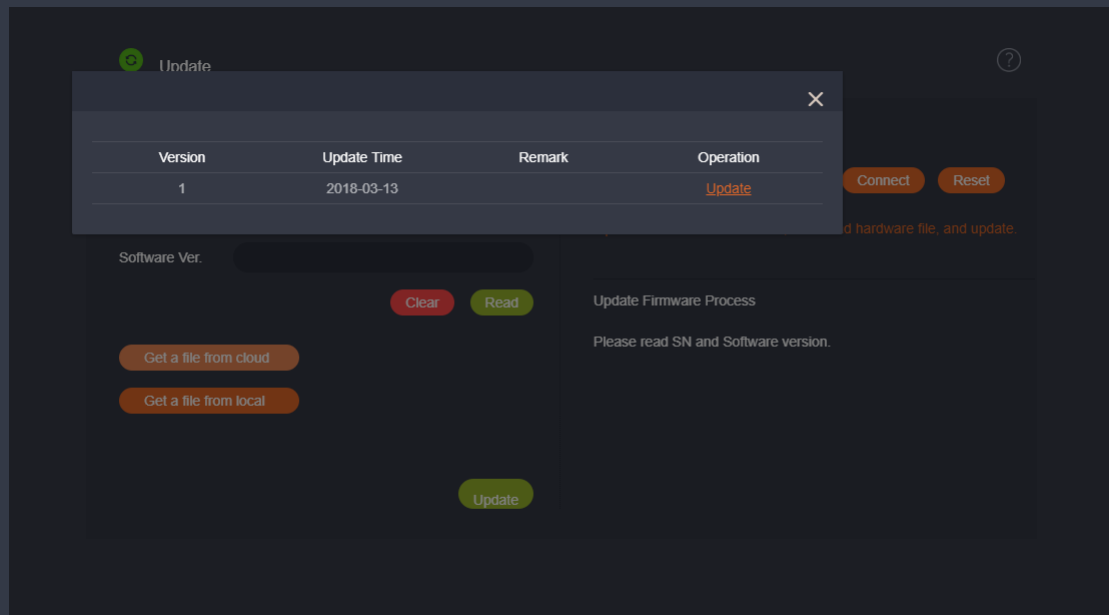 Update
?
×
Version Update Time Remark Operation
1 2018-03-13 Update
Connect Reset
d hardware file, and update.
Software Ver.
Clear Read
Update Firmware Process
Please read SN and Software version.
Get a file from cloud
Get a file from local
Update